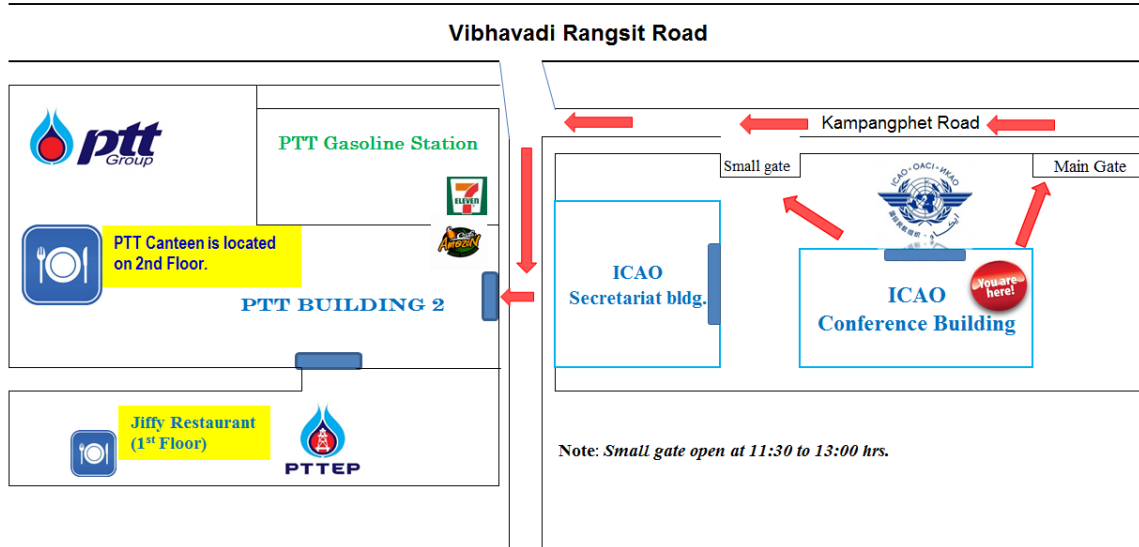 Vibhavadi Rangsit Road
ptt
Group
PTT Gasoline Station
7
ELEVEN
Café
Amazon
PTT Canteen is located
on 2nd Floor.
PTT BUILDING 2
Jiffy Restaurant
(1st Floor)
PTTEP
Kampangphet Road
Small gate
Main Gate
ICAO · OACI · ИКАО
ICAO
Secretariat bldg.
You are
here!
ICAO
Conference Building
Note: Small gate open at 11:30 to 13:00 hrs.